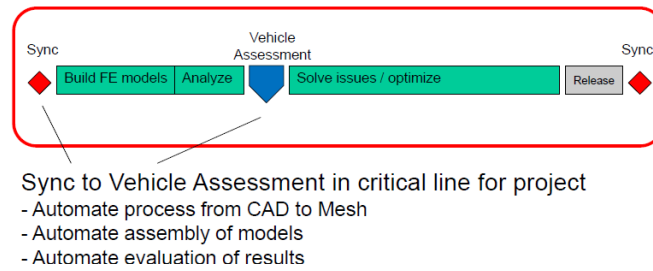 Vehicle
Assessment
Sync
Sync
Build FE models
Analyze
Solve issues / optimize
Release
Sync to Vehicle Assessment in critical line for project
- Automate process from CAD to Mesh
- Automate assembly of models
- Automate evaluation of results